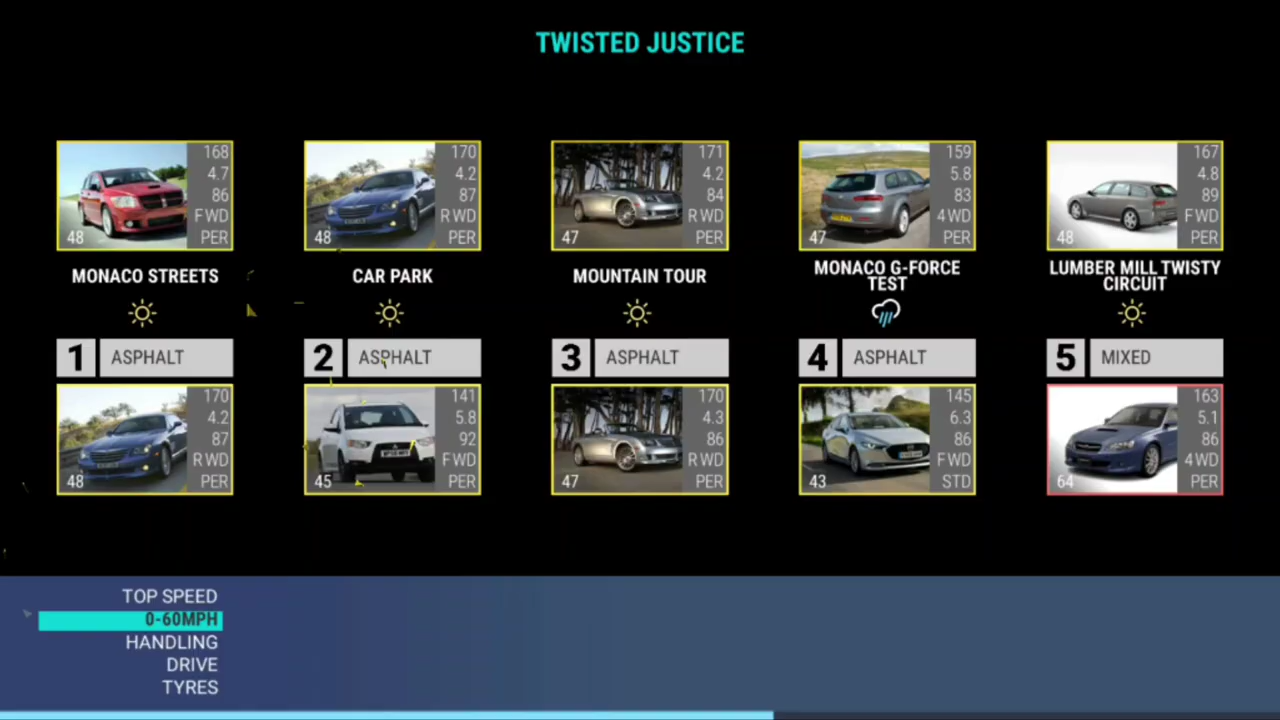 TWISTED JUSTICE
168
4.7
86
FWD
48 PER
170
4.2
87
RWD
48 PER
171
4.2
84
RWD
47 PER
159
5.8
83
4WD
47 PER
167
4.8
89
FWD
48 PER
MONACO STREETS
CAR PARK
MOUNTAIN TOUR
MONACO G-FORCE
TEST
LUMBER MILL TWISTY
CIRCUIT
1 ASPHALT
2 ASPHALT
3 ASPHALT
4 ASPHALT
5 MIXED
170
4.2
87
RWD
48 PER
141
5.8
92
FWD
45 PER
170
4.3
86
RWD
47 PER
145
6.3
86
FWD
43 STD
163
5.1
86
4WD
64 PER
TOP SPEED
0-60MPH
HANDLING
DRIVE
TYRES